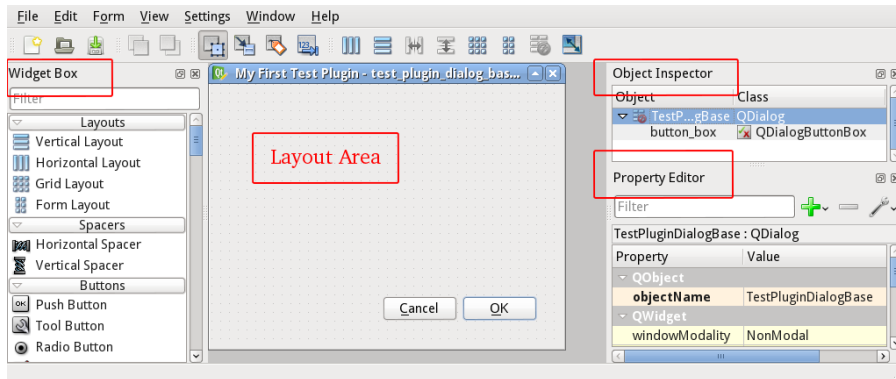 File Edit Form View Settings Window Help
Widget Box
Filter
Layouts
Vertical Layout
Horizontal Layout
Grid Layout
Form Layout
Spacers
Horizontal Spacer
Vertical Spacer
Buttons
OK Push Button
Tool Button
Radio Button
My First Test Plugin - test_plugin_dialog_bas...
Layout Area
Cancel OK
Object Inspector
Object Class
TestP...gBase QDialog
button_box QDialogButtonBox
Property Editor
Filter
TestPluginDialogBase : QDialog
Property Value
QObject
objectName TestPluginDialogBase
QWidget
windowModality NonModal